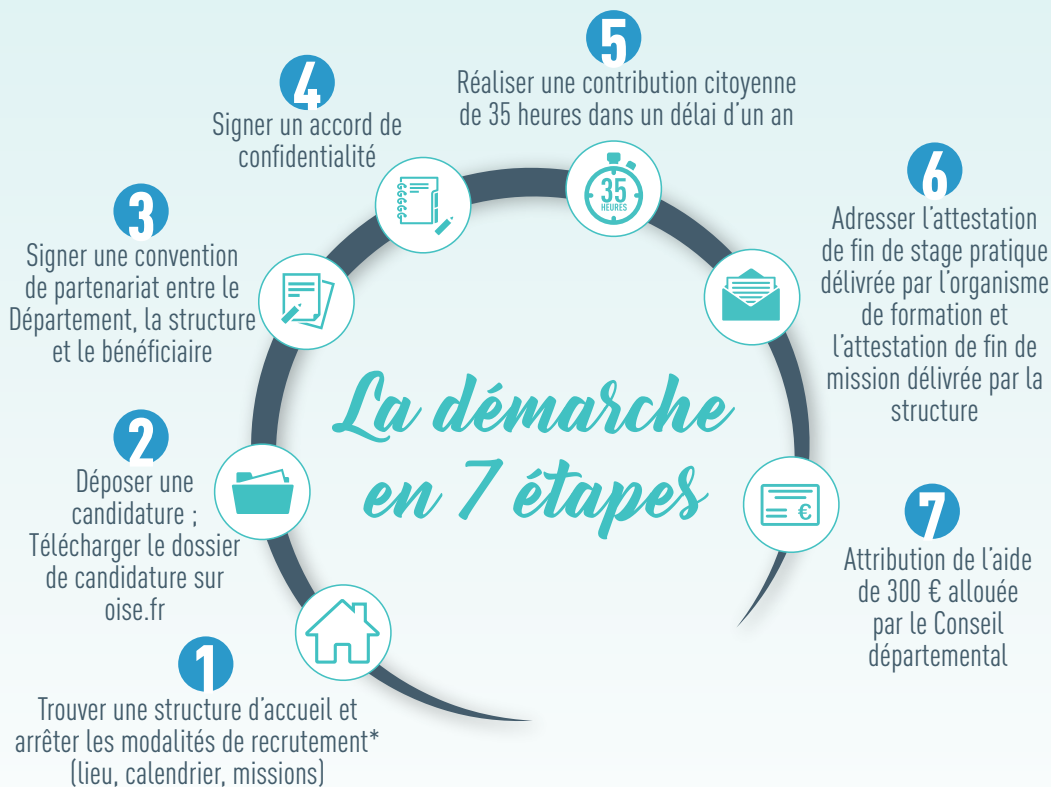 La démarche
en 7 étapes
1
Trouver une structure d'accueil et
arrêter les modalités de recrutement*
(lieu, calendrier, missions)
2
Déposer une
candidature ;
Télécharger le dossier
de candidature sur
oise.fr
3
Signer une convention
de partenariat entre le
Département, la structure
et le bénéficiaire
4
Signer un accord de
confidentialité
5
Réaliser une contribution citoyenne
de 35 heures dans un délai d'un an
35
HEURES
6
Adresser l'attestation
de fin de stage pratique
délivrée par l'organisme
de formation et
l'attestation de fin de
mission délivrée par la
structure
7
Attribution de l'aide
de 300 € allouée
par le Conseil
départemental
€